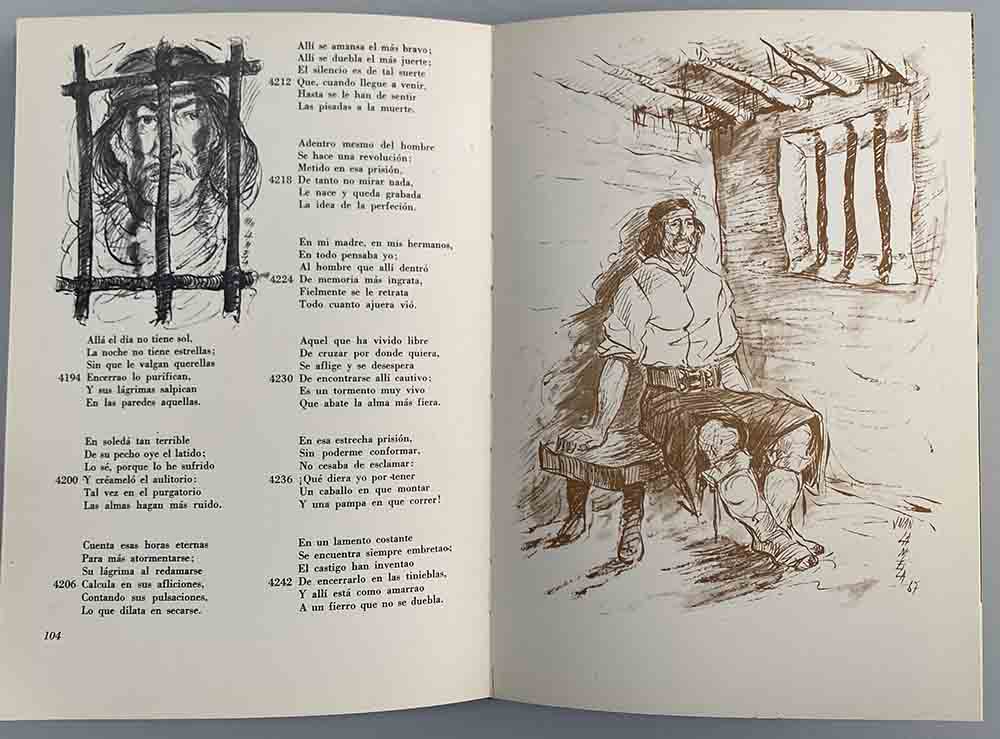 Allá el día no tiene sol,
La noche no tiene estrellas;
Sin que le valgan querellas
4194 Encerrao lo purifican,
Y sus lágrimas salpican
En las paredes aquellas.
En soledá tan terrible
De su pecho oye el latido;
Lo sé, porque lo he sufrido
4200 Y créameló el aulitorio:
Tal vez en el purgatorio
Las almas hagan más ruido.
Cuenta esas horas eternas
Para más atormentarse;
Su lágrima al redamarse
4206 Calcula en sus afliciones,
Contando sus pulsaciones,
Lo que dilata en secarse.
104
Allí se amansa el más bravo;
Allí se duebla el más juerte;
El silencio es de tal suerte
4212 Que, cuando llegue a venir,
Hasta se le han de sentir
Las pisadas a la muerte.
Adentro mesmo del hombre
Se hace una revolución:
Metido en esa prisión,
4218 De tanto no mirar nada,
Le nace y queda grabada
La idea de la perfeción.
En mi madre, en mis hermanos,
En todo pensaba yo;
Al hombre que allí dentró
4224 De memoria más ingrata,
Fielmente se le retrata
Todo cuanto ajuera vió.
Aquel que ha vivido libre
De cruzar por donde quiera,
Se aflige y se desespera
4230 De encontrarse allí cautivo;
Es un tormento muy vivo
Que abate la alma más fiera.
En esa estrecha prisión,
Sin poderme conformar,
No cesaba de esclamar:
4236 ¡Qué diera yo por tener
Un caballo en que montar
Y una pampa en que correr!
En un lamento costante
Se encuentra siempre embretao;
El castigo han inventao
4242 De encerrarlo en las tinieblas,
Y allí está como amarrao
A un fierro que no se duebla.
JUAN
LAMELA
67